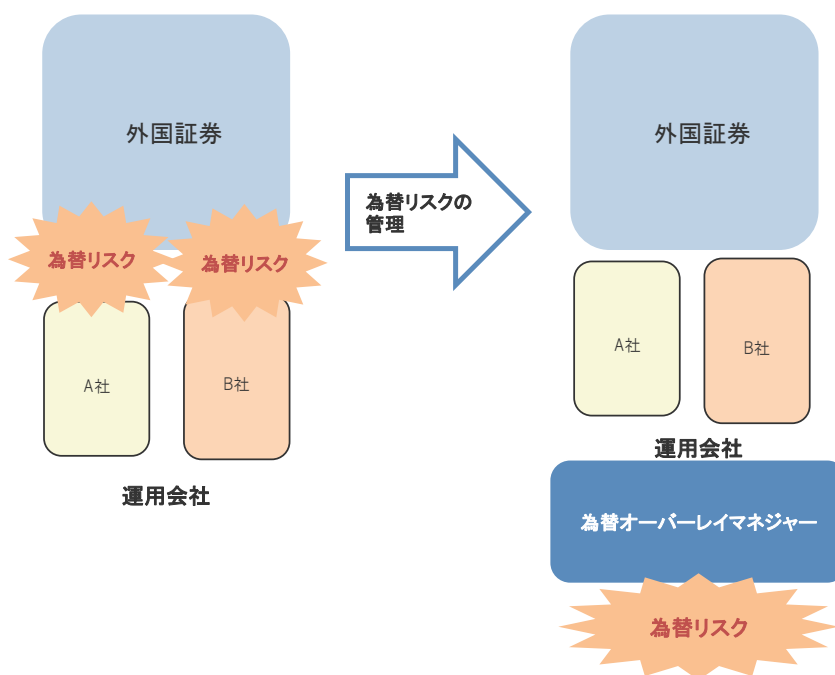 外国証券
為替リスク
為替リスク
A社
B社
運用会社
為替リスクの
管理
外国証券
A社
B社
運用会社
為替オーバーレイマネジャー
為替リスク